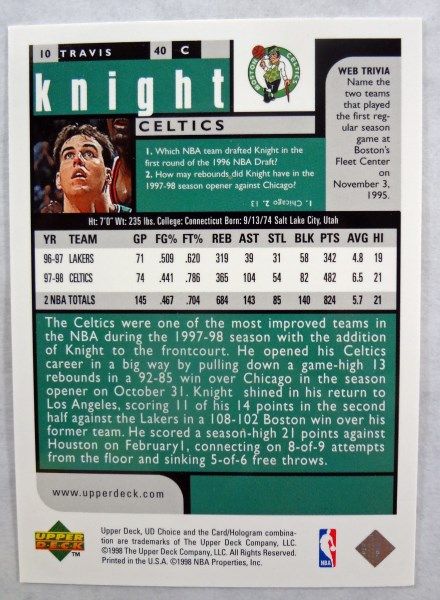 10 TRAVIS 40 C
knight
CELTICS
BOSTON
CELTICS
WEB TRIVIA
Name the
two teams
that played
the first reg-
ular season
game at
Boston's
Fleet Center
on
November 3,
1995.
1. Which NBA team drafted Knight in the
first round of the 1996 NBA Draft?
2. How may rebounds did Knight have in the
1997-98 season opener against Chicago?
1. Chicago 2. 13
Ht: 7'0" Wt: 235 lbs. College: Connecticut Born: 9/13/74 Salt Lake City, Utah
YR TEAM GP FG% FT% REB AST STL BLK PTS AVG HI
96-97 LAKERS 71 .509 .620 319 39 31 58 342 4.8 19
97-98 CELTICS 74 .441 .786 365 104 54 82 482 6.5 21
2 NBA TOTALS 145 .467 .704 684 143 85 140 824 5.7 21
The Celtics were one of the most improved teams in
the NBA during the 1997-98 season with the addition
of Knight to the frontcourt. He opened his Celtics
career in a big way by pulling down a game-high 13
rebounds in a 92-85 win over Chicago in the season
opener on October 31. Knight shined in his return to
Los Angeles, scoring 11 of his 14 points in the second
half against the Lakers in a 108-102 Boston win over his
former team. He scored a season-high 21 points against
Houston on February1, connecting on 8-of-9 attempts
from the floor and sinking 5-of-6 free throws.
www.upperdeck.com
UPPER
DECK
TM
Upper Deck, UD Choice and the Card/Hologram combina-
tion are trademarks of The Upper Deck Company, LLC.
©1998 The Upper Deck Company, LLC. All Rights Reserved.
Printed in the U.S.A. ©1998 NBA Properties, Inc.
NBA